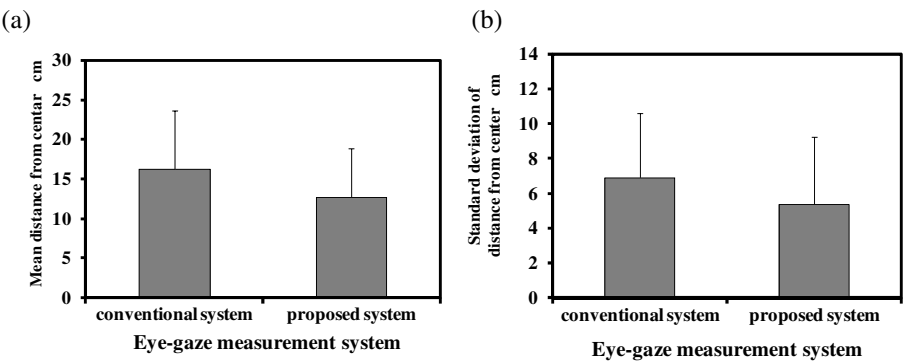 (a)
Mean distance from centar cm
30
25
20
15
10
5
0
conventional system proposed system
Eye-gaze measurement system
(b)
Standard deviation of
distance from center cm
14
12
10
8
6
4
2
0
conventional system proposed system
Eye-gaze measurement system